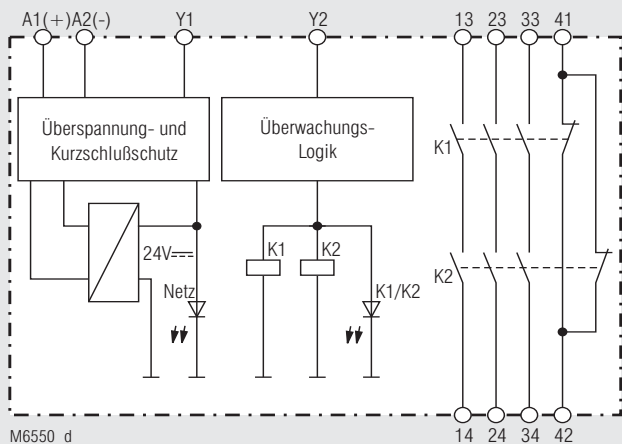 A1(+) A2(-) Y1 Y2 13 23 33 41
Überspannung- und
Kurzschlußschutz
Überwachungs-
Logik
K1
24V
K1 K2
K2
Netz
K1/K2
M6550 d
14 24 34 42